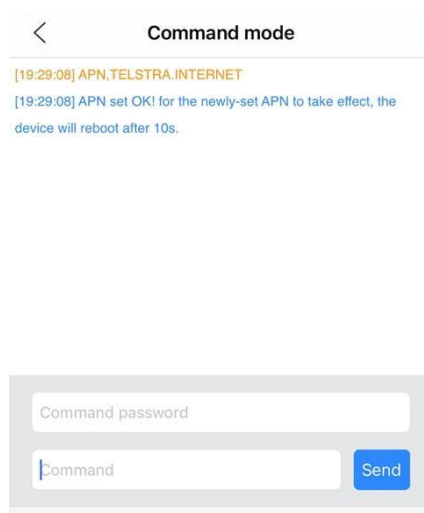 Command mode
[19:29:08] APN,TELSTRA.INTERNET
[19:29:08] APN set OK! for the newly-set APN to take effect, the
device will reboot after 10s.
Command password
Command
Send